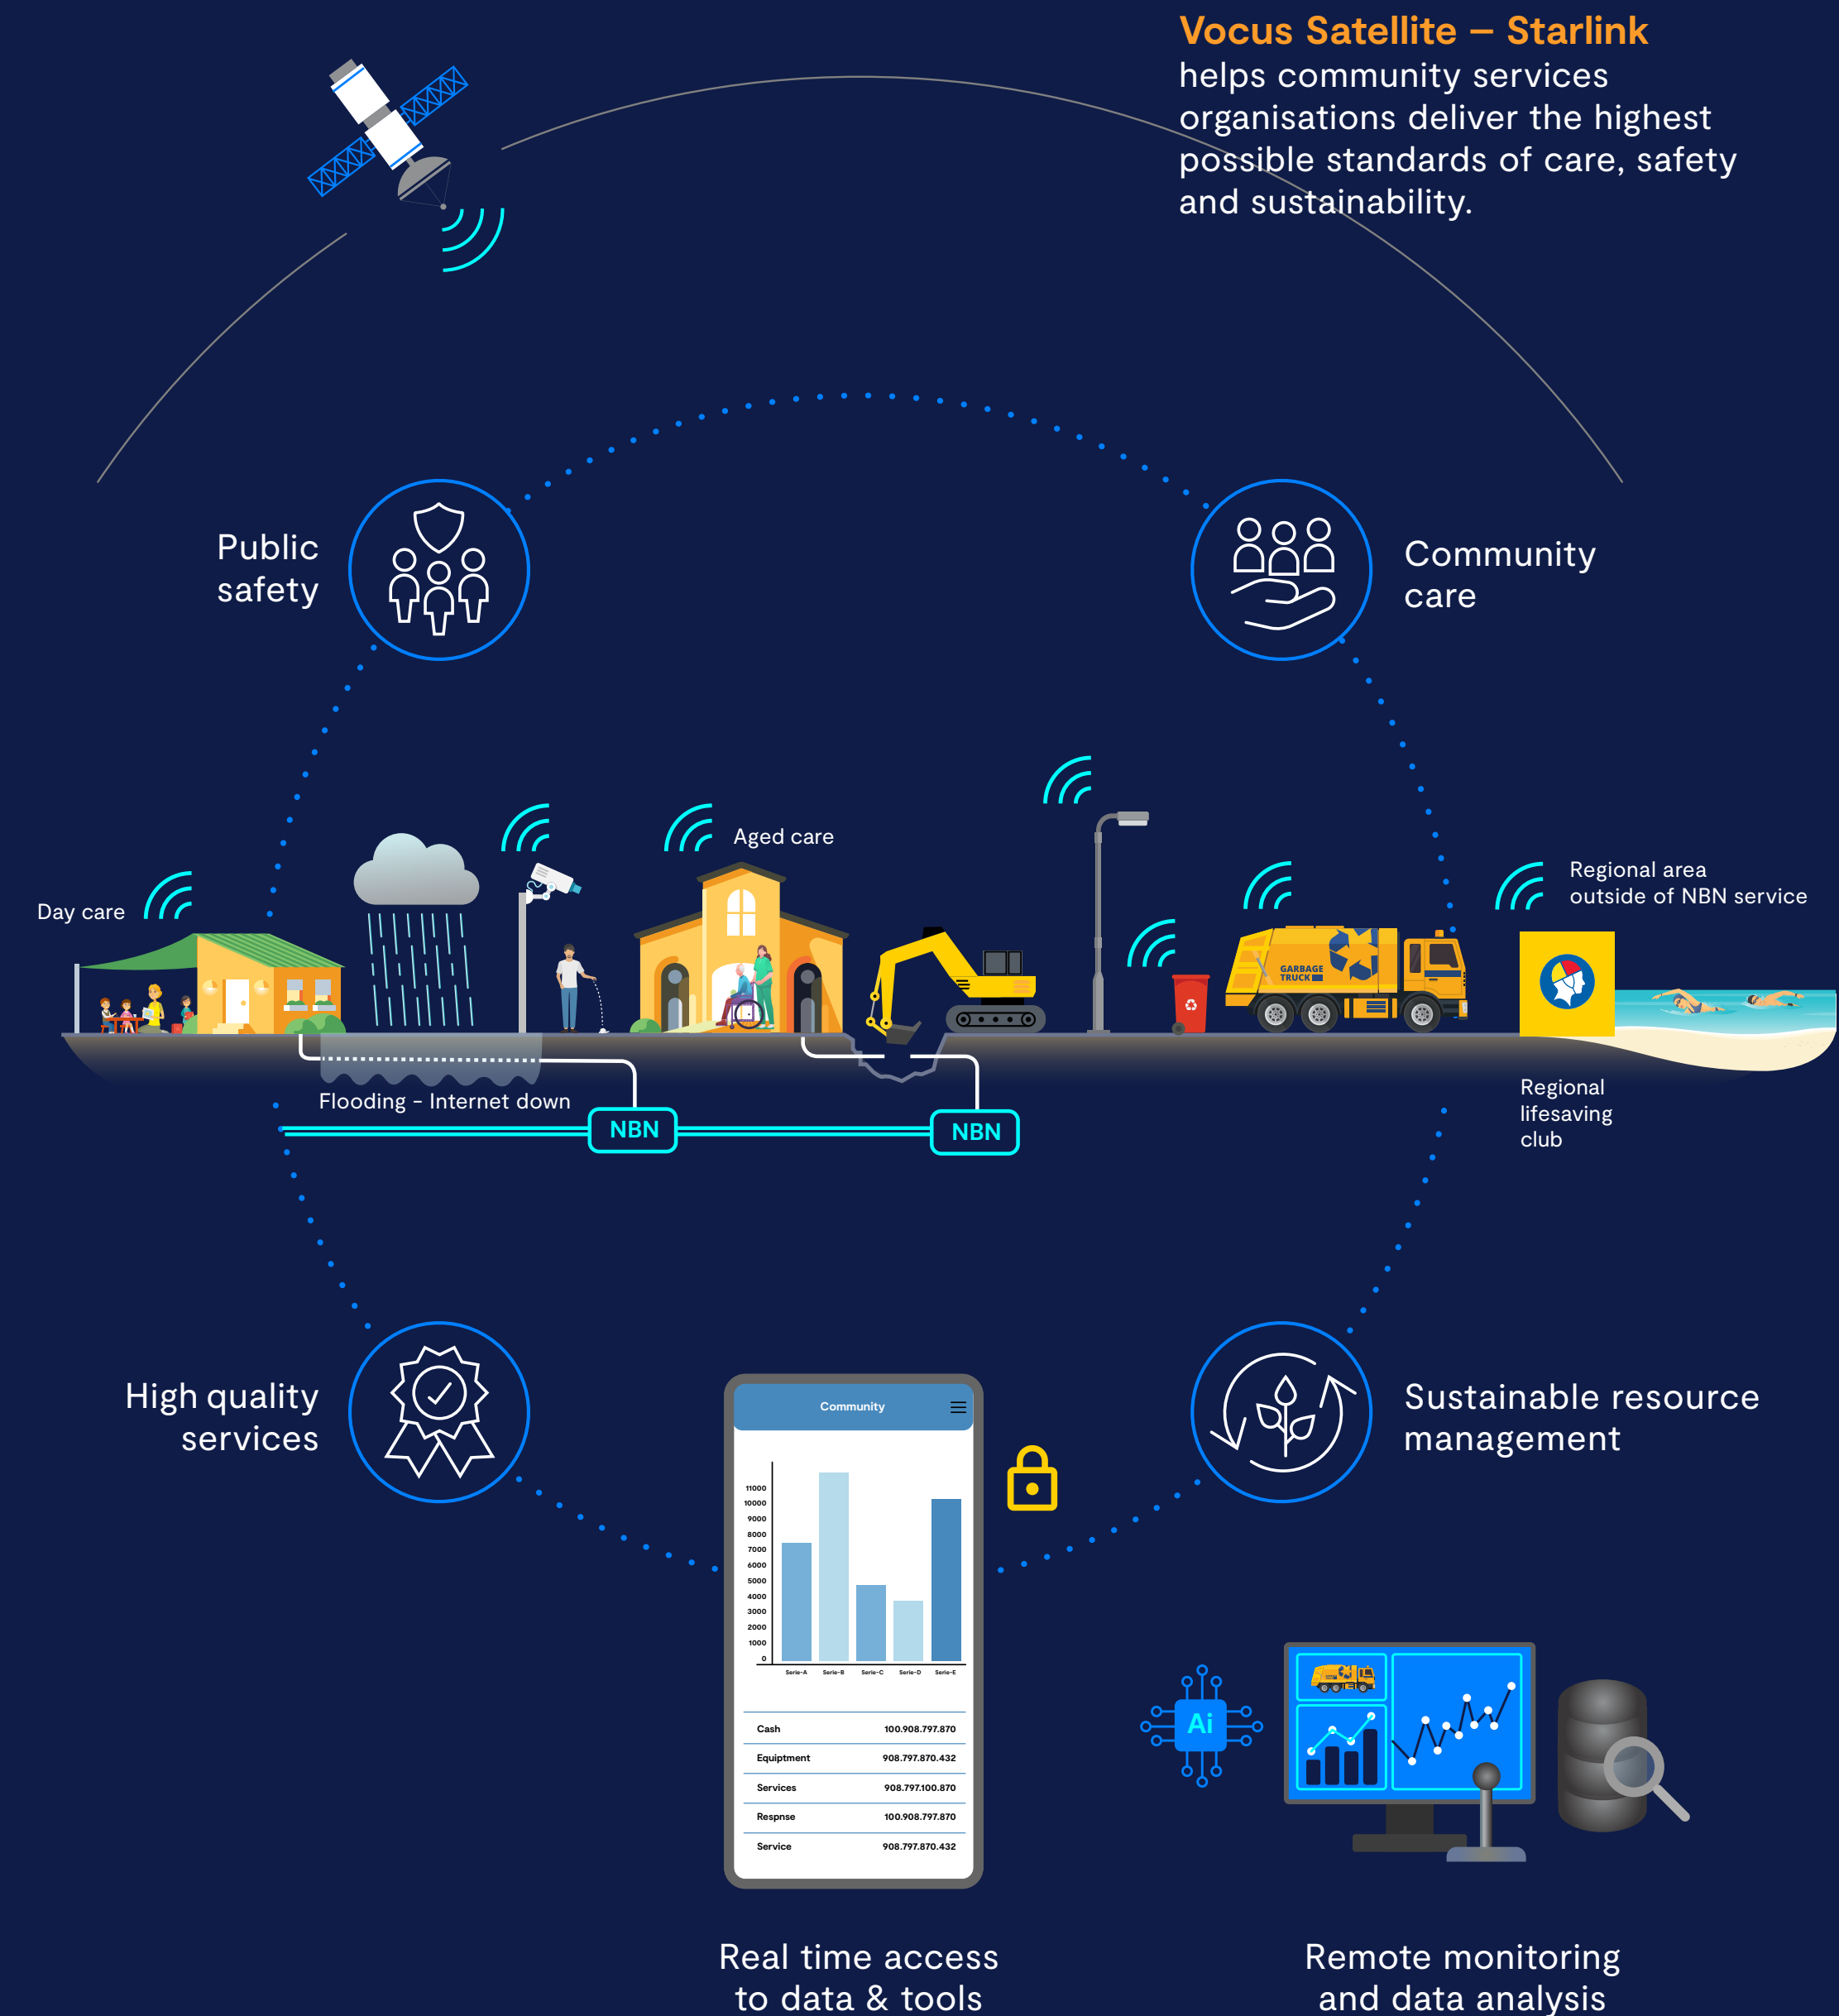 Vocus Satellite – Starlink
helps community services
organisations deliver the highest
possible standards of care, safety
and sustainability.
Public
safety
Community
care
Day care
Aged care
Regional area
outside of NBN service
GARBAGE
TRUCK
Flooding - Internet down
NBN
NBN
Regional
lifesaving
club
High quality
services
Sustainable resource
management
Community
11000
10000
9000
8000
7000
6000
5000
4000
3000
2000
1000
0
Serie-A Serie-B Serie-C Serie-D Serie-E
Cash 100.908.797.870
Equiptment 908.797.870.432
Services 908.797.100.870
Respnse 100.908.797.870
Service 908.797.870.432
Ai
Real time access
to data & tools
Remote monitoring
and data analysis